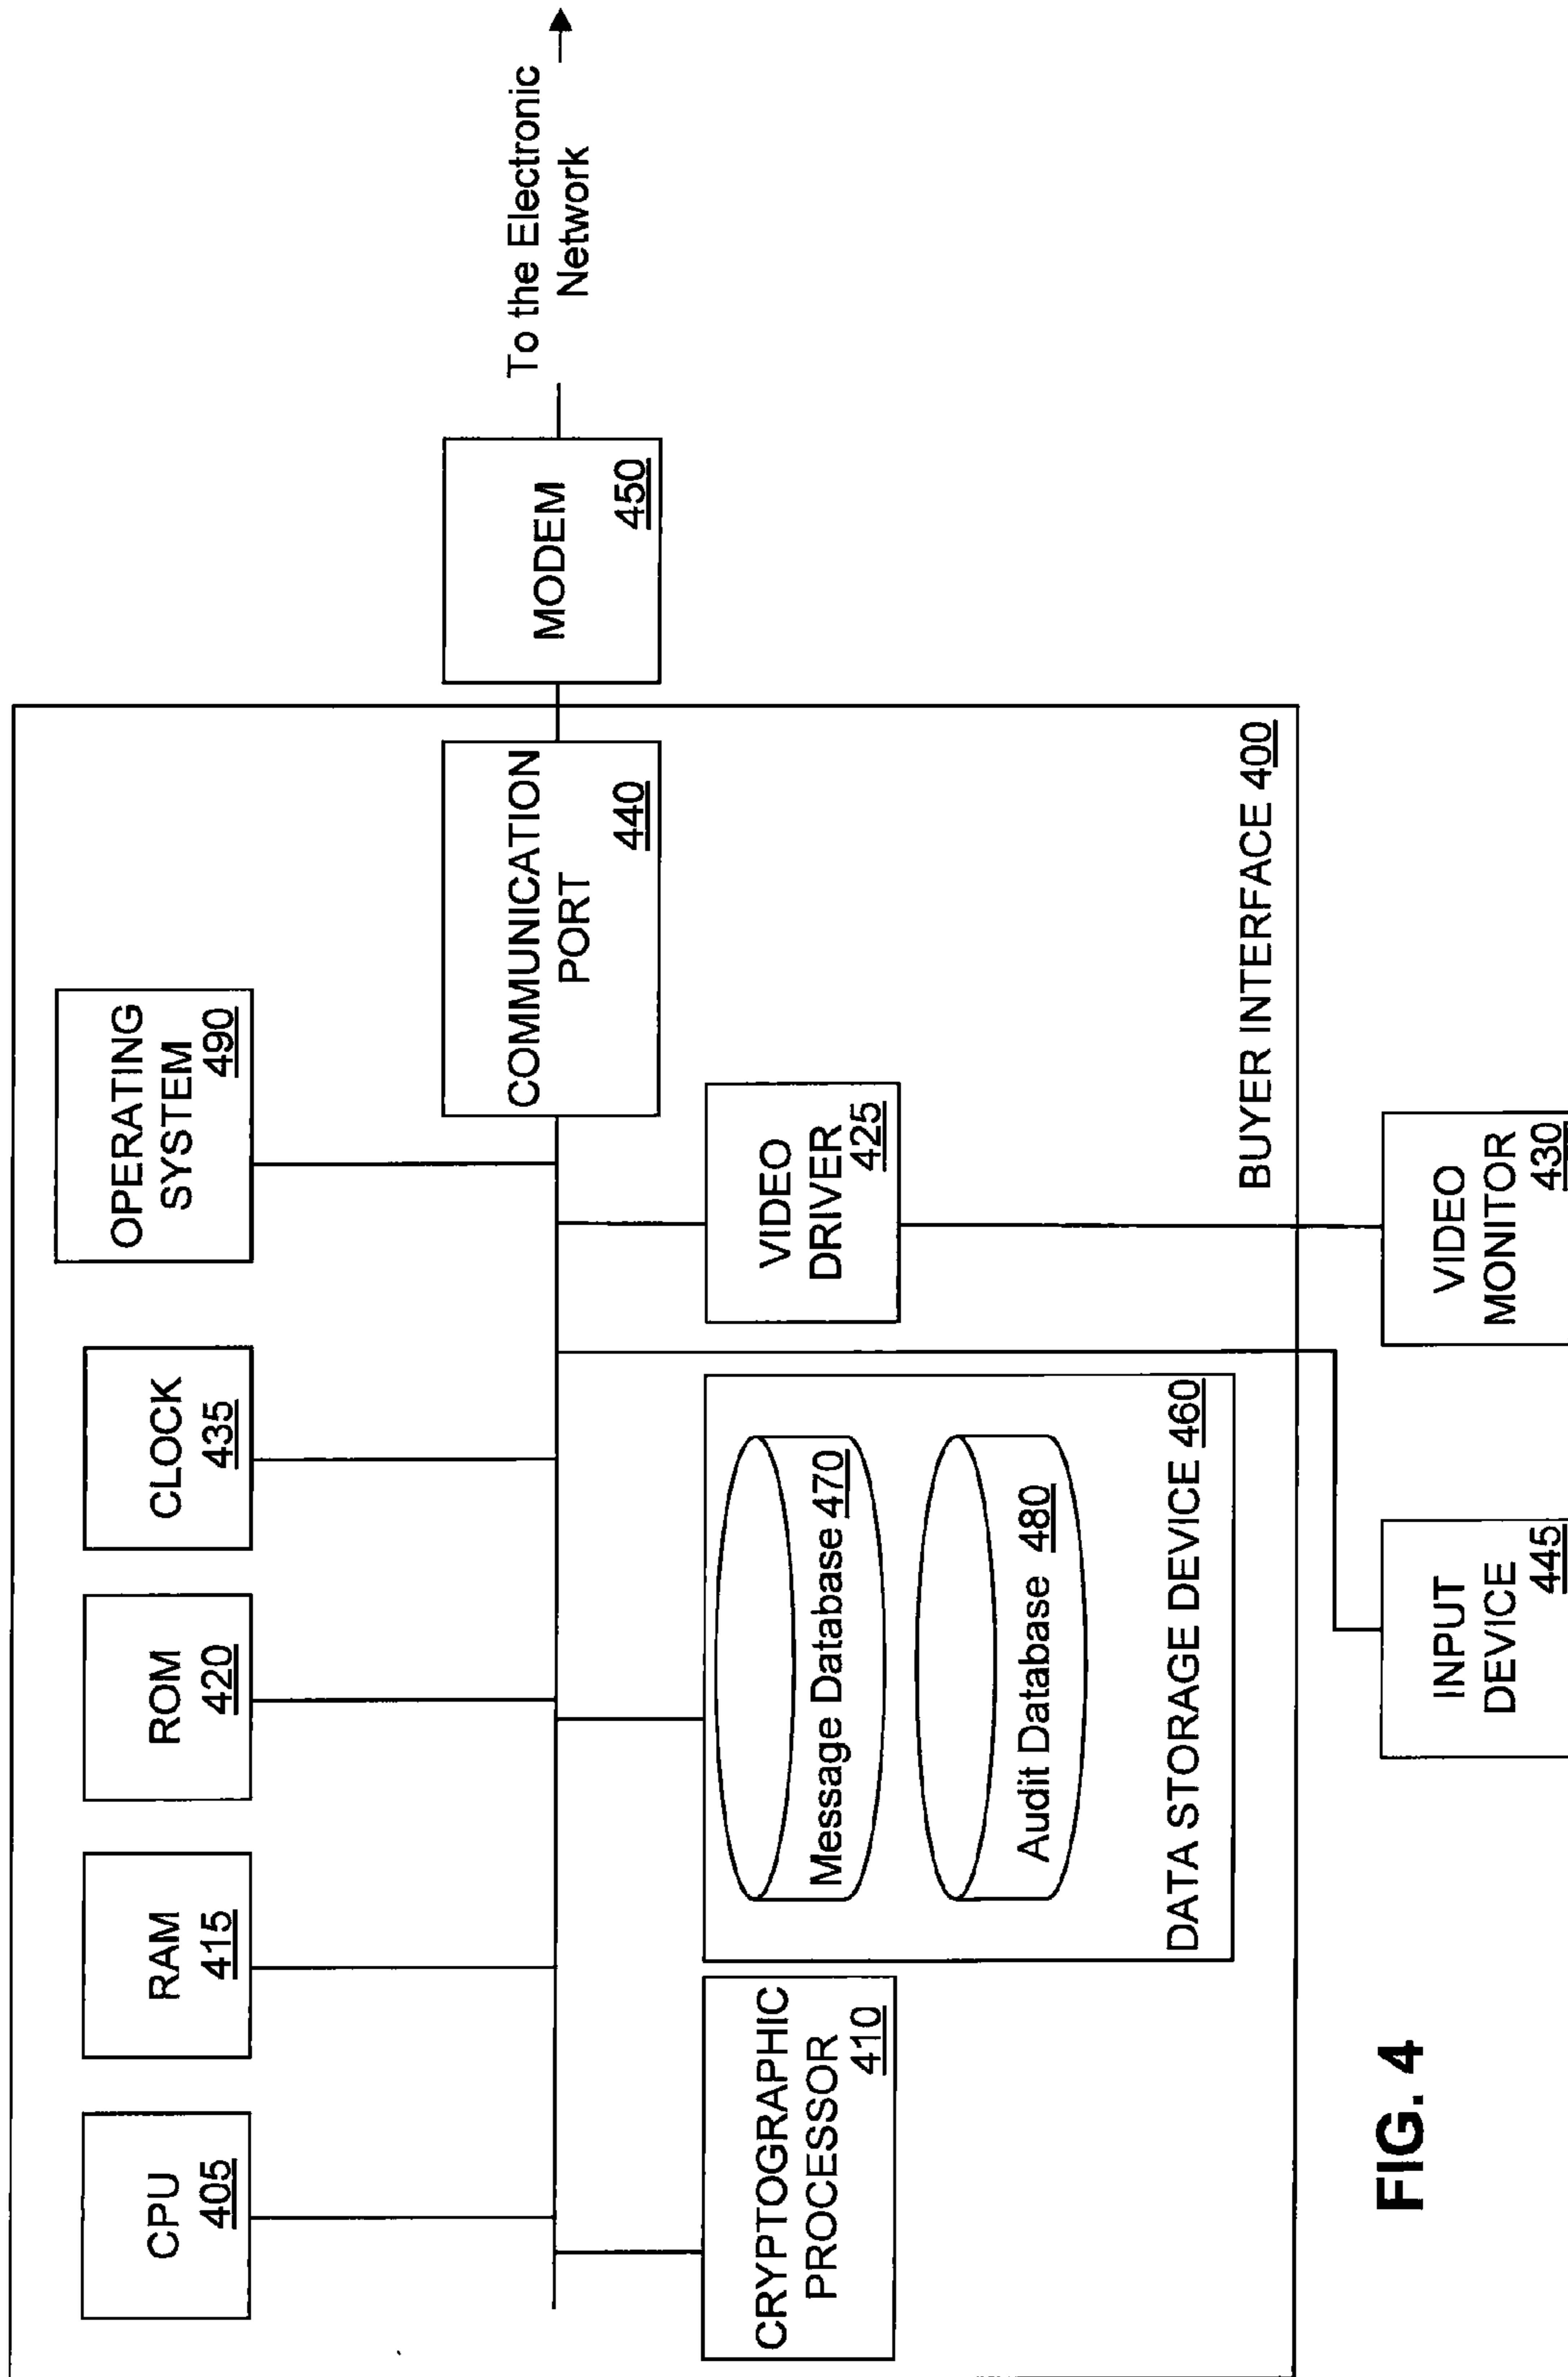 CPU
405
RAM
415
ROM
420
CLOCK
435
OPERATING
SYSTEM
490
COMMUNICATION
PORT
440
MODEM
450
To the Electronic
Network
CRYPTOGRAPHIC
PROCESSOR
410
Message Database 470
Audit Database 480
DATA STORAGE DEVICE 460
VIDEO
DRIVER
425
BUYER INTERFACE 400
INPUT
DEVICE
445
VIDEO
MONITOR
430
FIG. 4